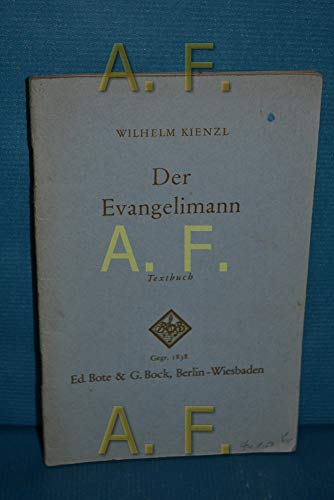 A. F.
WILHELM KIENZL
Der
Evangelimann
A. F.
Textbuch
Gegr. 1838
Ed. Bote & G. Bock, Berlin-Wiesbaden
A. F.